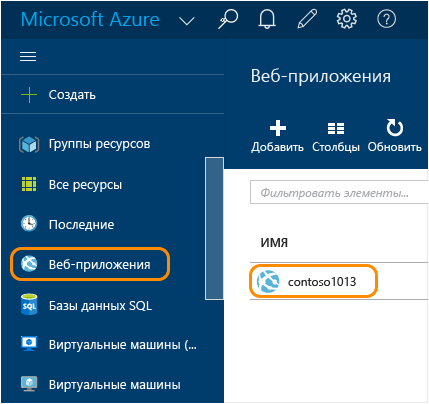 Microsoft Azure
Создать
Группы ресурсов
Все ресурсы
Последние
Веб-приложения
Базы данных SQL
Виртуальные машины (...
Виртуальные машины
Веб-приложения
Добавить Столбцы Обновить
Фильтровать элементы...
ИМЯ
contoso1013